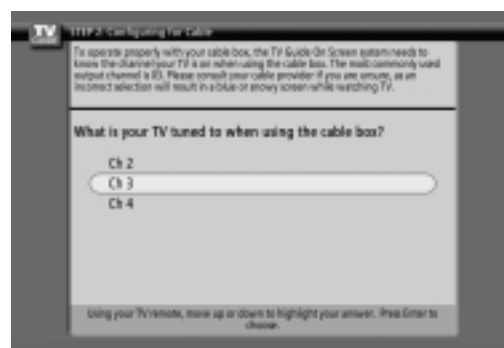 TV
GUIDE
STEP 2: Configuring for Cable
To operate properly with your cable box, the TV Guide On Screen system needs to
know the channel your TV is on when using the cable box. The most commonly used
output channel is 03. Please consult your cable provider if you are unsure, as an
incorrect selection will result in a blue or snowy screen while watching TV.
What is your TV tuned to when using the cable box?
Ch 2
Ch 3
Ch 4
Using your TV remote, move up or down to highlight your answer. Press Enter to
choose.